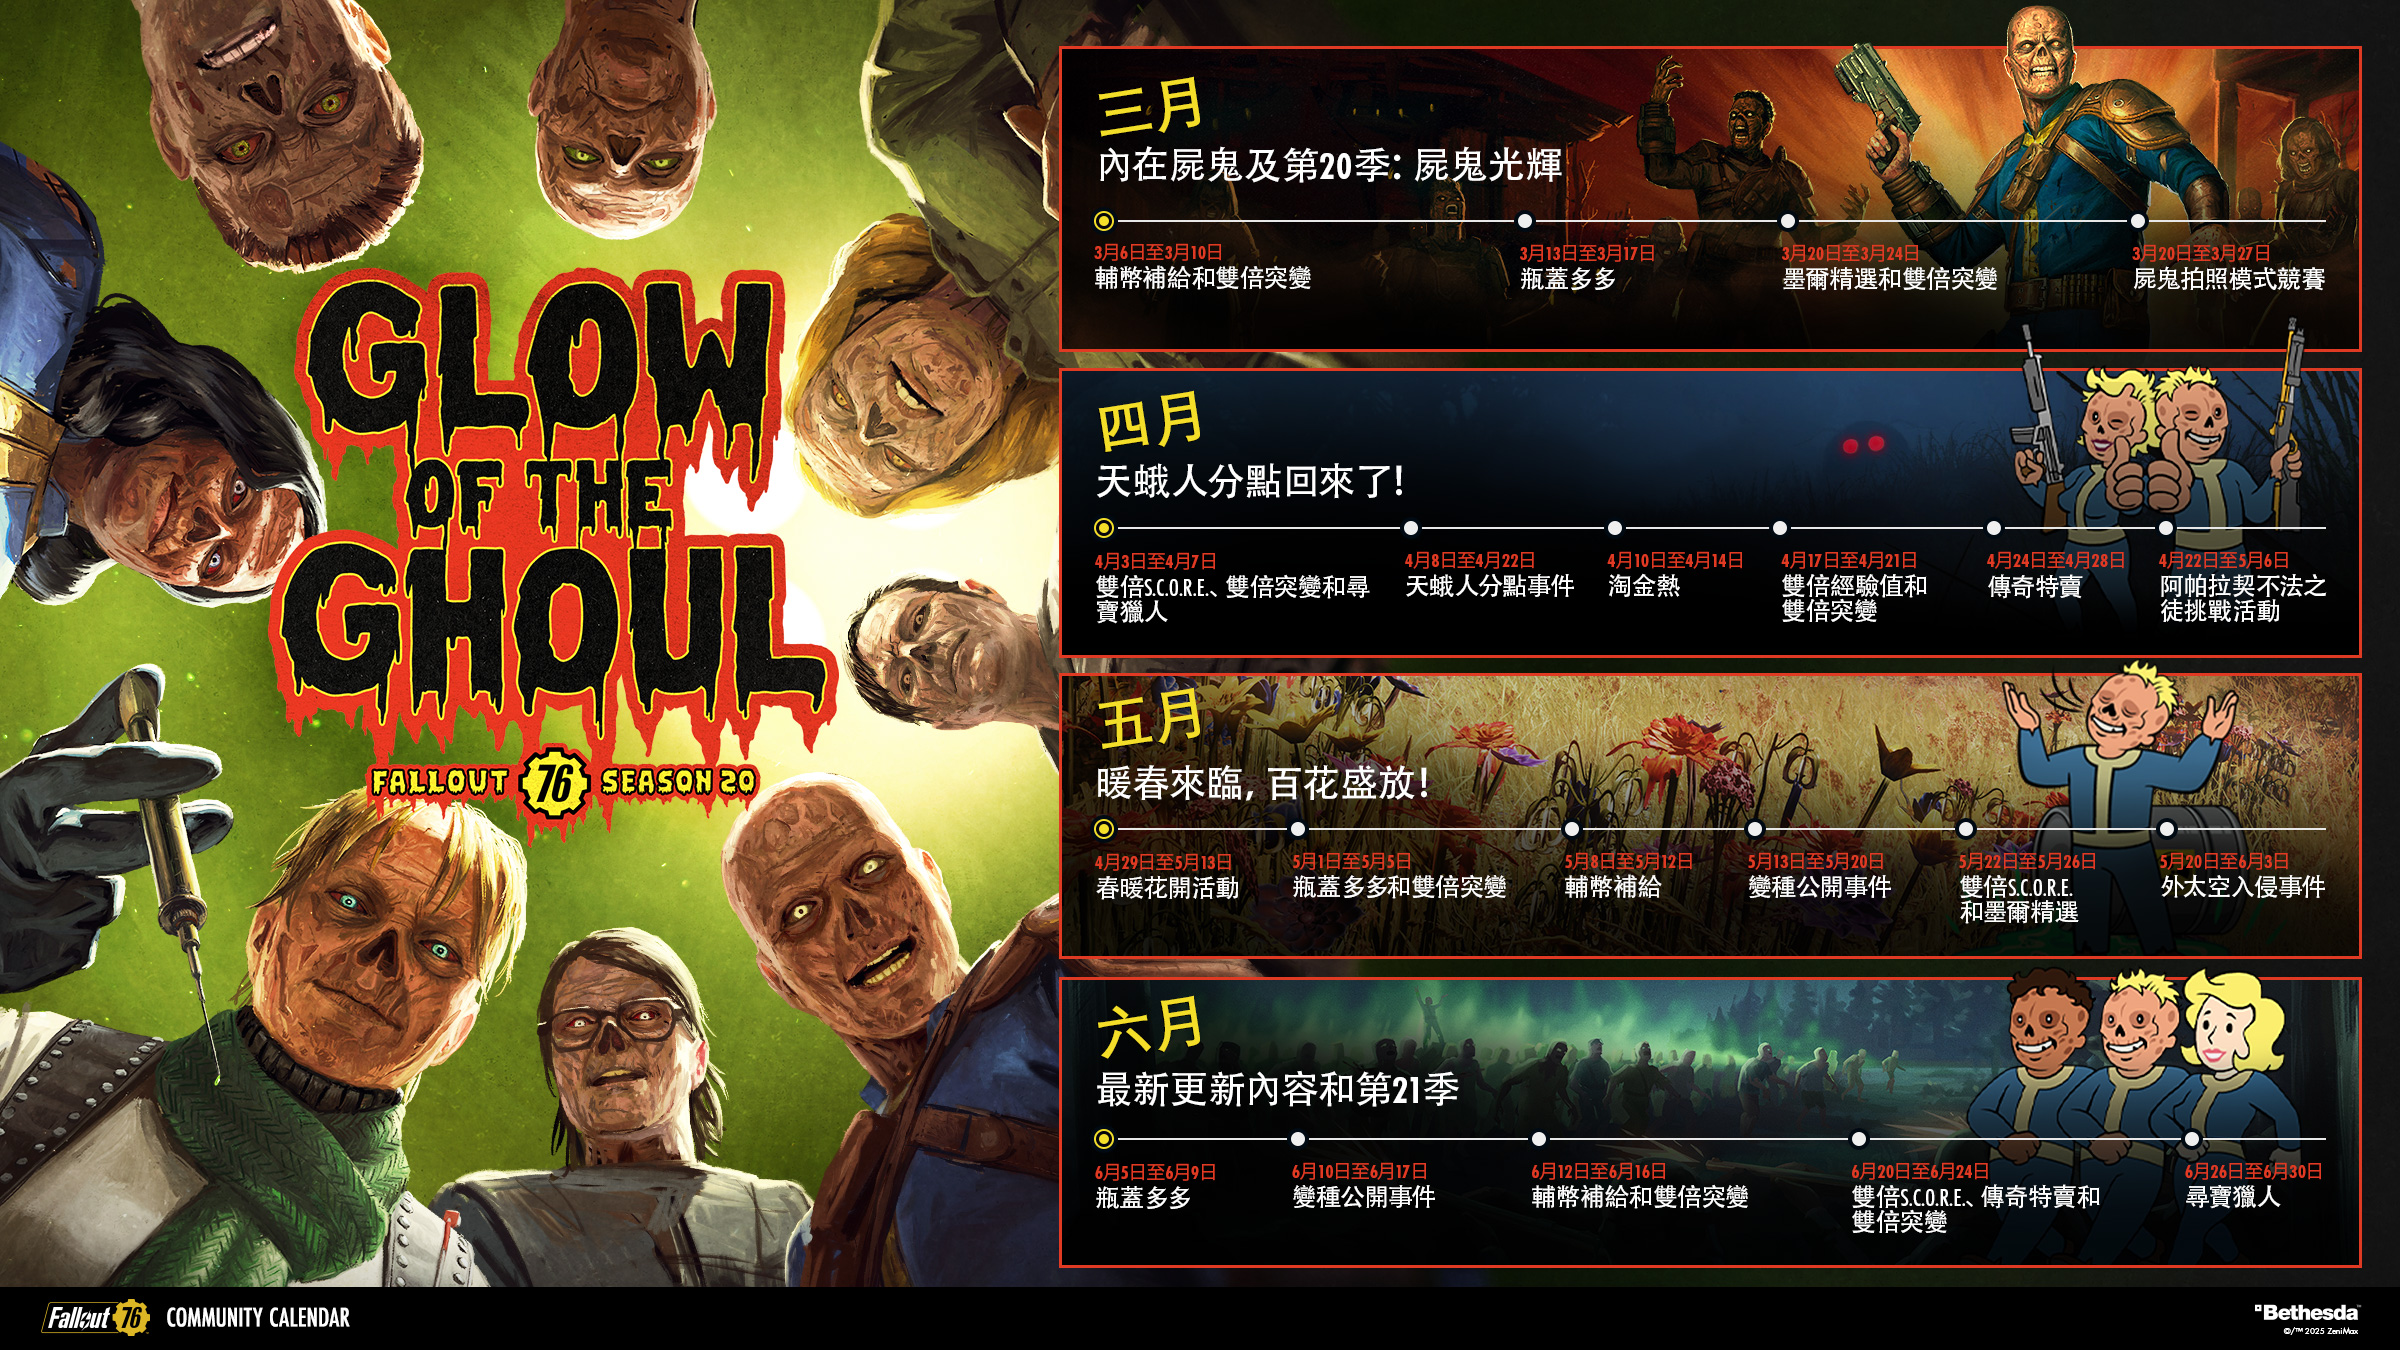 GLOW
OF THE
GHOUL
FALLOUT 76 SEASON 20
三月
內在屍鬼及第20季：屍鬼光輝
3月6日至3月10日
輔幣補給和雙倍突變
3月13日至3月17日
瓶蓋多多
3月20日至3月24日
墨爾精選和雙倍突變
3月20日至3月27日
屍鬼拍照模式競賽
四月
天蛾人分點回來了！
4月3日至4月7日
雙倍S.C.O.R.E.、雙倍突變和尋
寶獵人
4月8日至4月22日
天蛾人分點事件
4月10日至4月14日
淘金熱
4月17日至4月21日
雙倍經驗值和
雙倍突變
4月24日至4月28日
傳奇特賣
4月22日至5月6日
阿帕拉契不法之
徒挑戰活動
五月
暖春來臨，百花盛放！
4月29日至5月13日
春暖花開活動
5月1日至5月5日
瓶蓋多多和雙倍突變
5月8日至5月12日
輔幣補給
5月13日至5月20日
變種公開事件
5月22日至5月26日
雙倍S.C.O.R.E.
和墨爾精選
5月20日至6月3日
外太空入侵事件
六月
最新更新內容和第21季
6月5日至6月9日
瓶蓋多多
6月10日至6月17日
變種公開事件
6月12日至6月16日
輔幣補給和雙倍突變
6月20日至6月24日
雙倍S.C.O.R.E.、傳奇特賣和
雙倍突變
6月26日至6月30日
尋寶獵人
Fallout 76 COMMUNITY CALENDAR
Bethesda
©/™ 2025 ZeniMax